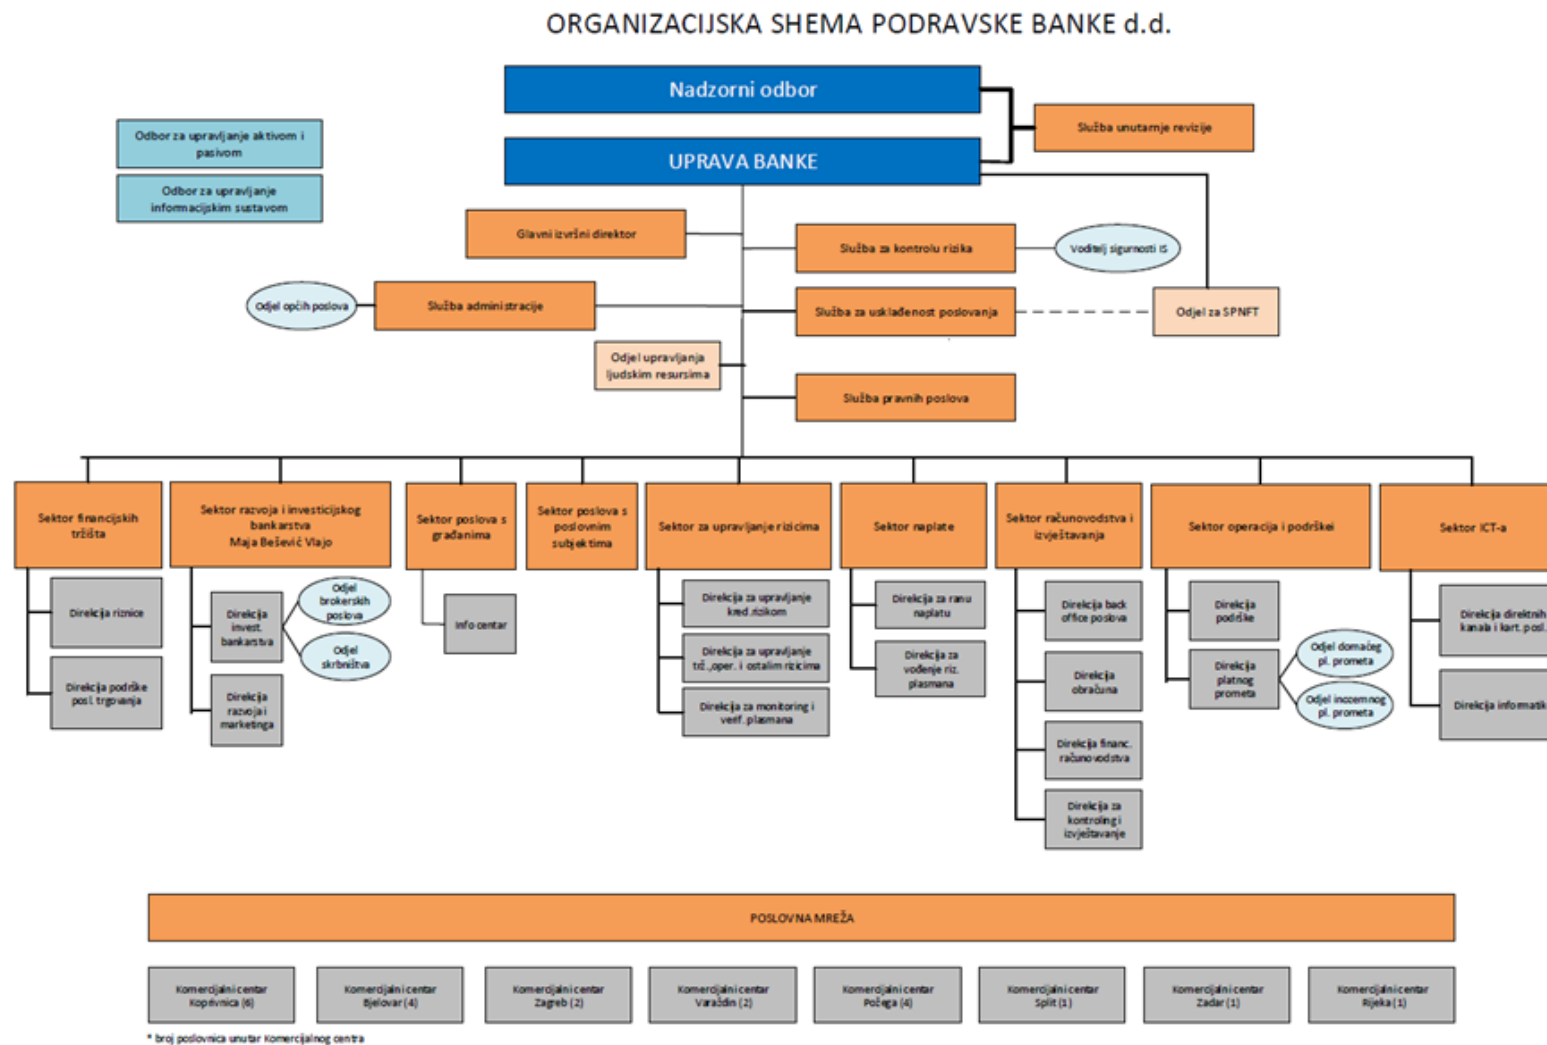 ORGANIZACIJSKA SHEMA PODRAVSKE BANKE d.d.
Nadzorni odbor
Služba unutarnje revizije
Odbor za upravljanje aktivom i
pasivom
UPRAVA BANKE
Odbor za upravljanje
informacijskim sustavom
Glavni izvršni direktor
Služba za kontrolu rizika
Voditelj sigurnosti IS
Odjel općih poslova
Služba administracije
Služba za usklađenost poslovanja
Odjel za SPNFT
Odjel upravljanja
ljudskim resursima
Služba pravnih poslova
Sektor financijskih
tržišta
Sektor razvoja i investicijskog
bankarstva
Maja Bešević Vlajo
Sektor poslova s
građanima
Sektor poslova s
poslovnim
subjektima
Sektor za upravljanje rizicima
Sektor naplate
Sektor računovodstva i
izvještavanja
Sektor operacija i podrškei
Sektor ICT-a
Direkcija riznice
Direkcija podrške
posl. trgovanja
Direkcija
invest.
bankarstva
Odjel
brokerskih
poslova
Odjel
skrbništva
Direkcija
razvoja i
marketinga
Info centar
Direkcija za upravljanje
kred.rizikom
Direkcija za upravljanje
trž.,oper. i ostalim rizicima
Direkcija za monitoring i
verif. plasmana
Direkcija za ranu
naplatu
Direkcija za
vođenje riz.
plasmana
Direkcija back
office poslova
Direkcija
obračuna
Direkcija financ.
računovodstva
Direkcija za
kontroling i
izvještavanje
Direkcija
podrške
Direkcija
platnog
prometa
Odjel domaćeg
pl. prometa
Odjel inozemnog
pl. prometa
Direkcija direktnih
kanala i kart. posl.
Direkcija informatik
POSLOVNA MREŽA
Komercijalni centar
Koprivnica (6)
Komercijalni centar
Bjelovar (4)
Komercijalni centar
Zagreb (2)
Komercijalni centar
Varaždin (2)
Komercijalni centar
Požega (4)
Komercijalni centar
Split (1)
Komercijalni centar
Zadar (1)
Komercijalni centar
Rijeka (1)
* broj poslovnica unutar Komercijalnog centra